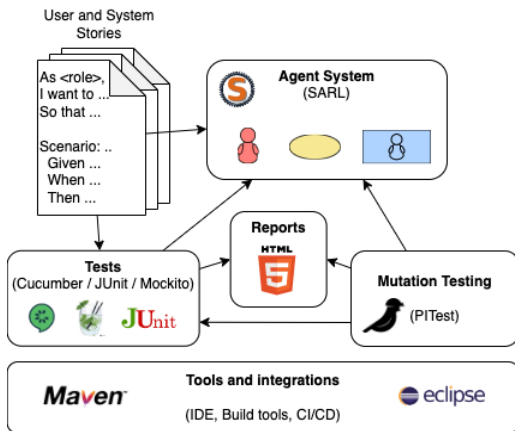 User and System
Stories
As <role>,
I want to ...
So that ...
Scenario: ..
Given ...
When ...
Then ...
Agent System
(SARL)
S
Reports
HTML
5
Tests
(Cucumber / JUnit / Mockito)
JUnit
Mutation Testing
(PITest)
Tools and integrations
Maven™
eclipse
(IDE, Build tools, CI/CD)